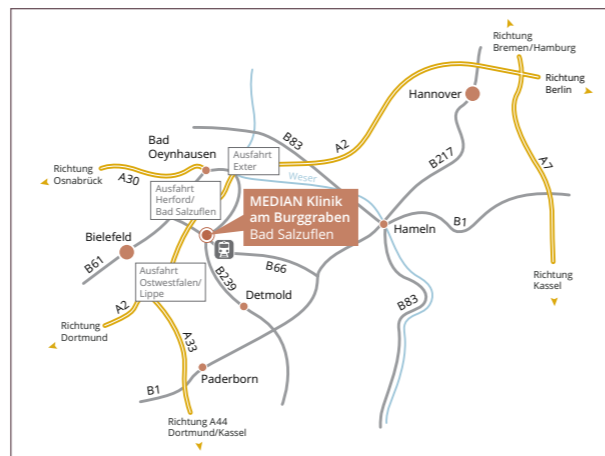 Richtung
Bremen/Hamburg
Richtung
Berlin
Hannover
B83
A2
B217
A7
Bad
Oeynhausen
Ausfahrt
Exter
Richtung
Osnabrück
A30
Weser
Ausfahrt
Herford/
Bad Salzuflen
MEDIAN Klinik
am Burggraben
Bad Salzuflen
B1
Hameln
Bielefeld
B61
B66
Ausfahrt
Ostwestfalen/
Lippe
B239
Detmold
Richtung
Kassel
A2
B83
Richtung
Dortmund
A33
Paderborn
B1
Richtung A44
Dortmund/Kassel